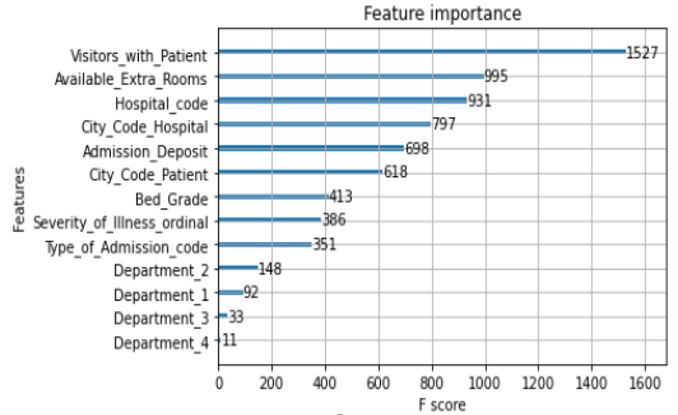 Feature importance
Visitors_with_Patient 1527
Available_Extra_Rooms 995
Hospital_code 931
City_Code_Hospital 797
Admission_Deposit 698
City_Code_Patient 618
Bed_Grade 413
Severity_of_Illness_ordinal 386
Type_of_Admission_code 351
Department_2 148
Department_1 92
Department_3 33
Department_4 11
Features
0 200 400 600 800 1000 1200 1400 1600
F score